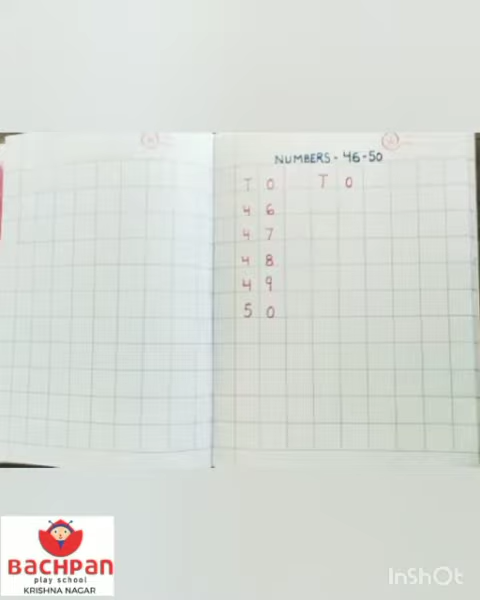 NUMBERS - 46-50
T O T O
4 6
4 7
4 8
4 9
5 0
BACHPAN
play school
KRISHNA NAGAR
InShOt